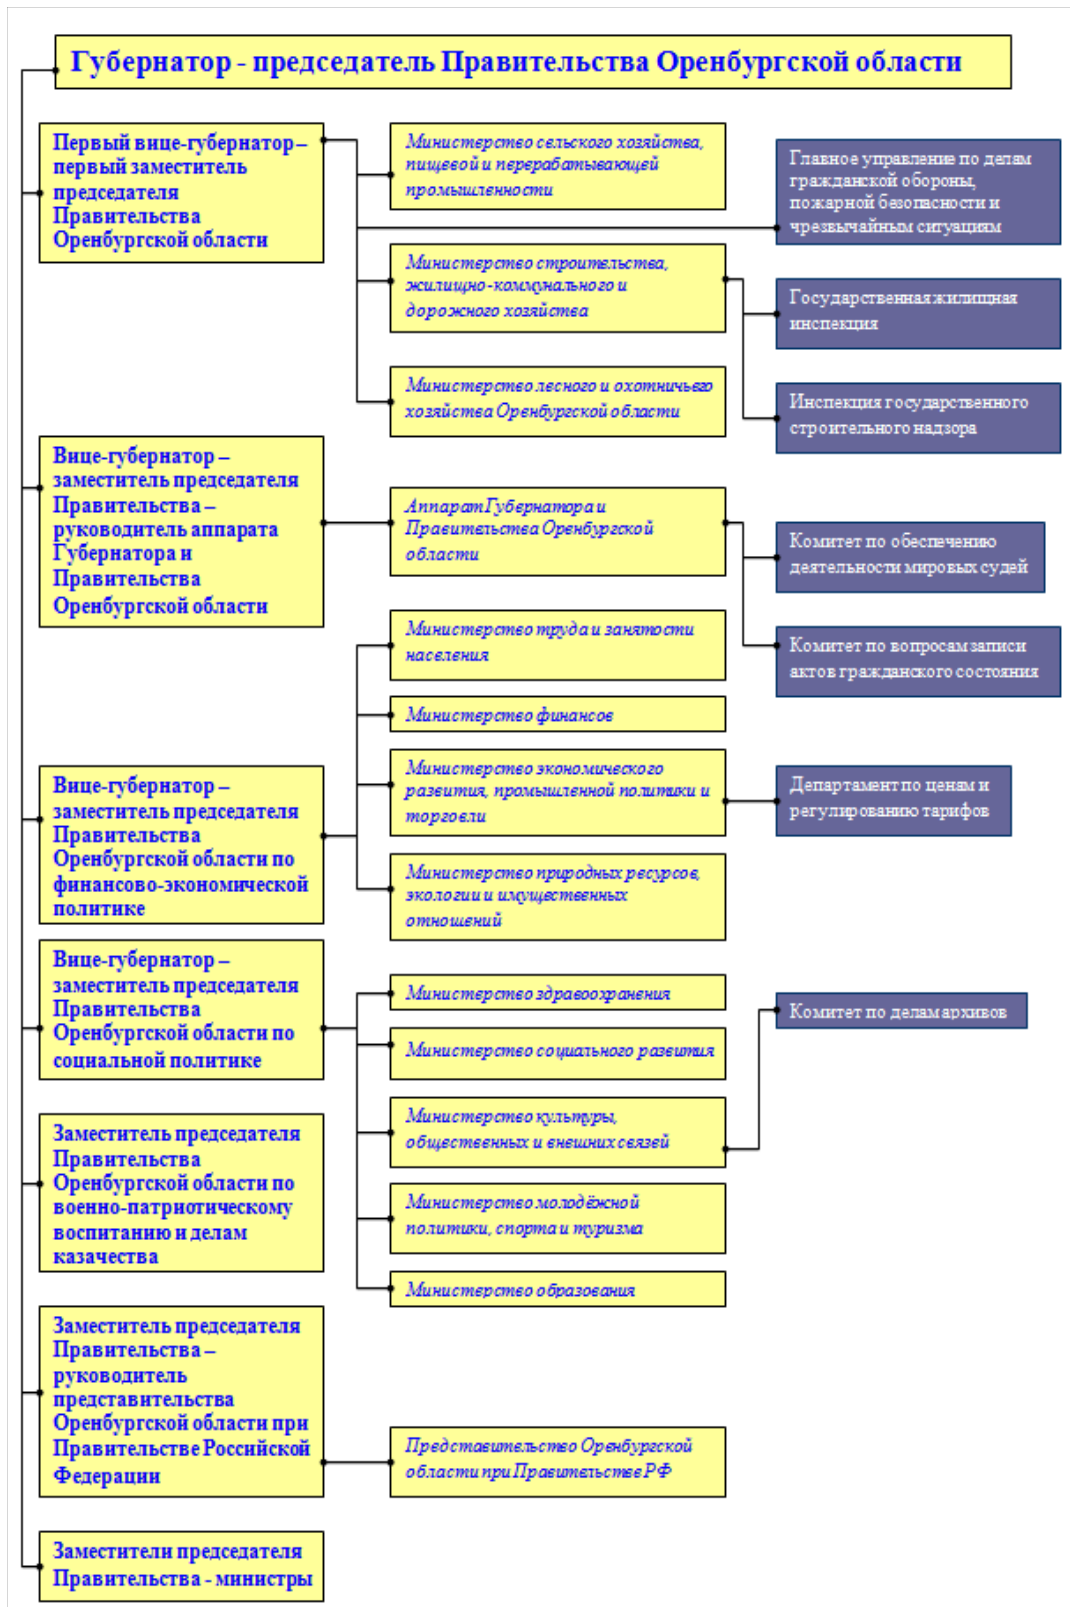 Губернатор - председатель Правительства Оренбургской области
Первый вице-губернатор –
первый заместитель
председателя
Правительства
Оренбургской области
Министерство сельского хозяйства,
пищевой и перерабатывающей
промышленности
Главное управление по делам
гражданской обороны,
пожарной безопасности и
чрезвычайным ситуациям
Министерство строительства,
жилищно-коммунального и
дорожного хозяйства
Государственная жилищная
инспекция
Министерство лесного и охотничьего
хозяйства Оренбургской области
Инспекция государственного
строительного надзора
Вице-губернатор –
заместитель председателя
Правительства –
руководитель аппарата
Губернатора и
Правительства
Оренбургской области
Аппарат Губернатора и
Правительства Оренбургской
области
Комитет по обеспечению
деятельности мировых судей
Комитет по вопросам записи
актов гражданского состояния
Министерство труда и занятости
населения
Министерство финансов
Вице-губернатор –
заместитель председателя
Правительства
Оренбургской области по
финансово-экономической
политике
Министерство экономического
развития, промышленной политики и
торговли
Департамент по ценам и
регулированию тарифов
Министерство природных ресурсов,
экологии и имущественных
отношений
Вице-губернатор –
заместитель председателя
Правительства
Оренбургской области по
социальной политике
Министерство здравоохранения
Комитет по делам архивов
Министерство социального развития
Министерство культуры,
общественных и внешних связей
Заместитель председателя
Правительства
Оренбургской области по
военно-патриотическому
воспитанию и делам
казачества
Министерство молодёжной
политики, спорта и туризма
Министерство образования
Заместитель председателя
Правительства –
руководитель
представительства
Оренбургской области при
Правительстве Российской
Федерации
Представительство Оренбургской
области при Правительстве РФ
Заместители председателя
Правительства - министры